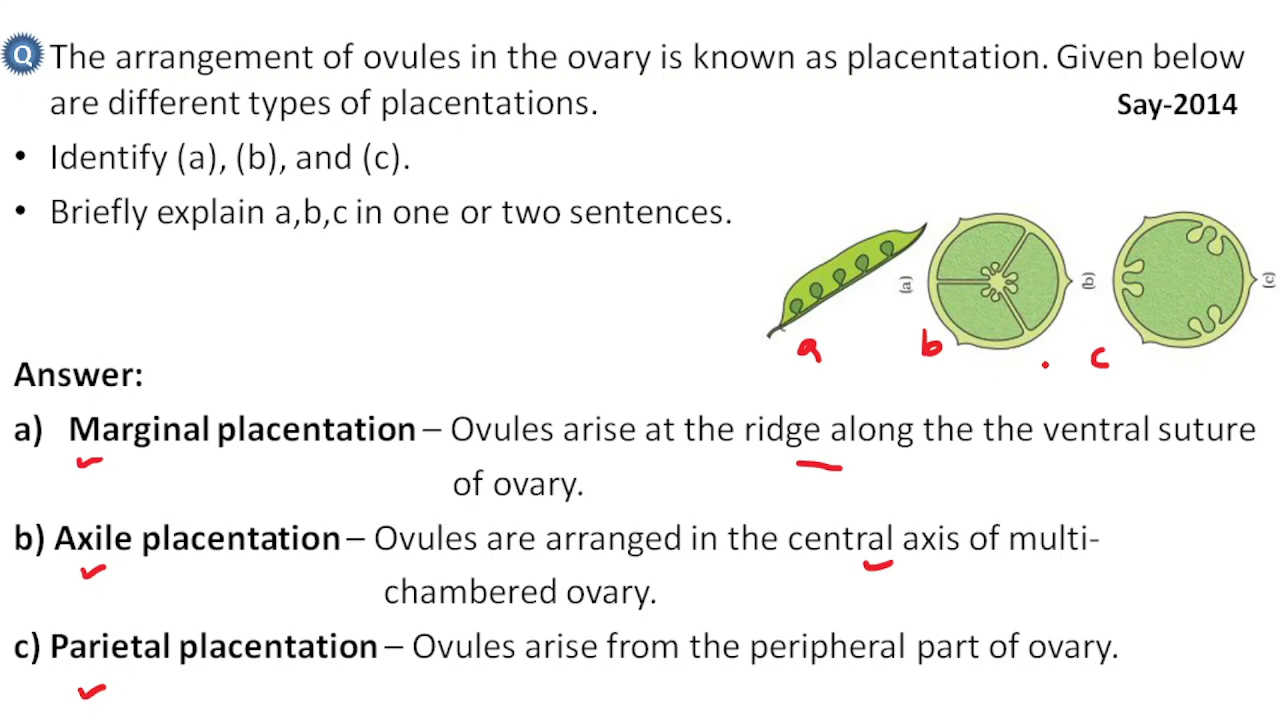 Q The arrangement of ovules in the ovary is known as placentation. Given below
are different types of placentations. Say-2014
• Identify (a), (b), and (c).
• Briefly explain a,b,c in one or two sentences.
(a) (b) (c)
a b c
Answer:
a) Marginal placentation – Ovules arise at the ridge along the the ventral suture
of ovary.
b) Axile placentation – Ovules are arranged in the central axis of multi-
chambered ovary.
c) Parietal placentation – Ovules arise from the peripheral part of ovary.